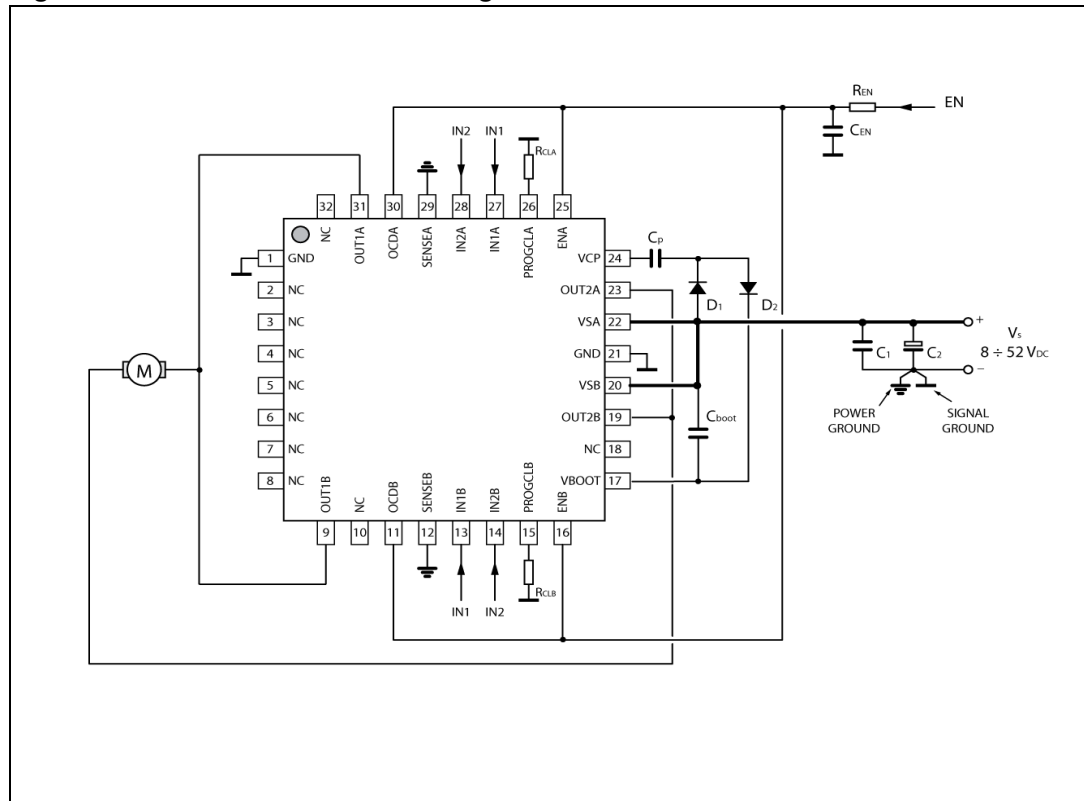 REN
EN
CEN
IN2
IN1
RCLA
32
31
30
29
28
27
26
25
NC
OUT1A
OCDA
SENSEA
IN2A
IN1A
PROGCLA
ENA
1
GND
2
NC
3
NC
4
NC
5
NC
6
NC
7
NC
8
NC
VCP
24
Cp
OUT2A
23
D1
D2
VSA
22
GND
21
VSB
20
OUT2B
19
Cboot
NC
18
VBOOT
17
C1
C2
+
Vs
8 ÷ 52 VDC
−
POWER
GROUND
SIGNAL
GROUND
M
OUT1B
NC
OCDB
SENSEB
IN1B
IN2B
PROGCLB
ENB
9
10
11
12
13
14
15
16
IN1
IN2
RCLB